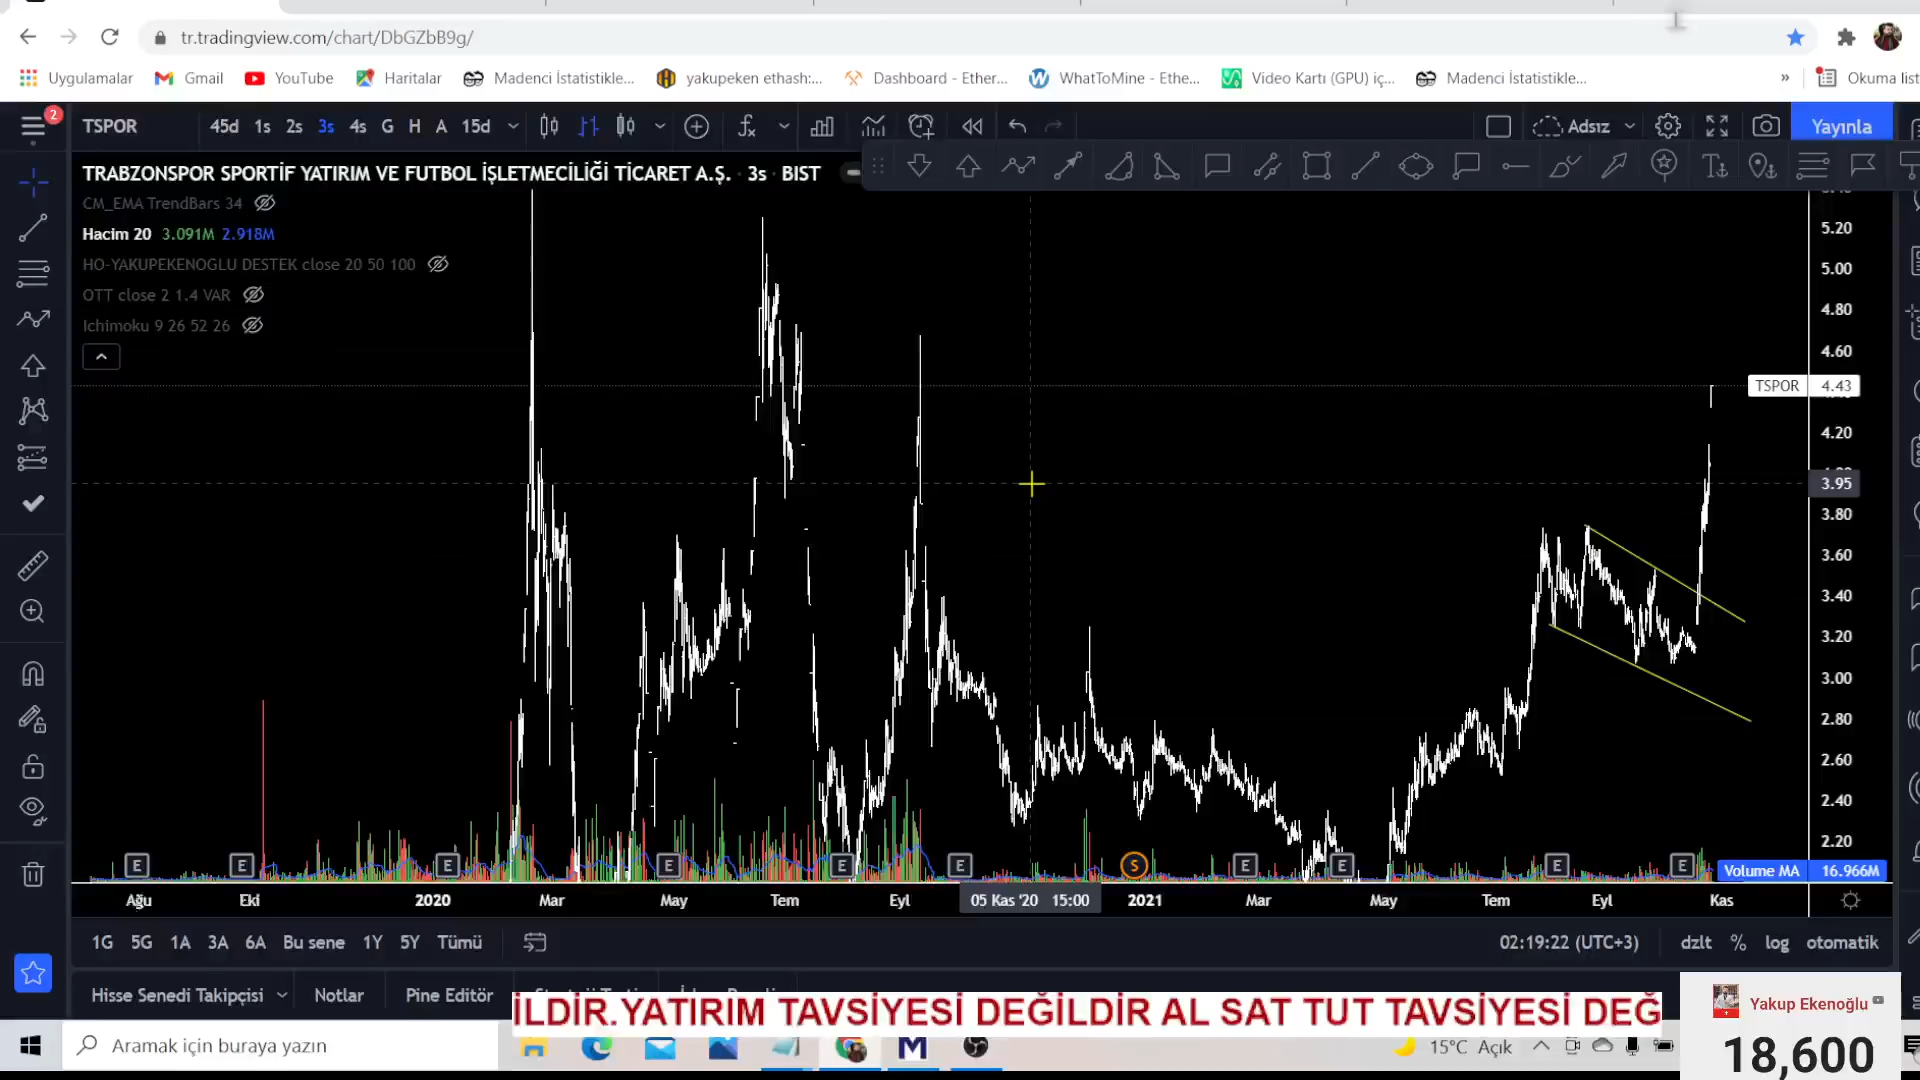 tr.tradingview.com/chart/DbGZbB9g/
Uygulamalar Gmail YouTube Haritalar Madenci İstatistikle... yakupeken ethash:... Dashboard - Ether... WhatToMine - Ethe... Video Kartı (GPU) iç... Madenci İstatistikle... » Okuma list
2
TSPOR 45d 1s 2s 3s 4s G H A 15d Adsız Yayınla
TRABZONSPOR SPORTİF YATIRIM VE FUTBOL İŞLETMECİLİĞİ TİCARET A.Ş. · 3s · BIST
CM_EMA TrendBars 34
Hacim 20 3.091M 2.918M
HO-YAKUPEKENOGLU DESTEK close 20 50 100
OTT close 2 1.4 VAR
Ichimoku 9 26 52 26
5.20
5.00
4.80
4.60
TSPOR 4.43
4.20
3.95
3.80
3.60
3.40
3.20
3.00
2.80
2.60
2.40
2.20
E E E E E E S E E E E
Volume MA 16.966M
Ağu Eki 2020 Mar May Tem Eyl 05 Kas '20 15:00 2021 Mar May Tem Eyl Kas
1G 5G 1A 3A 6A Bu sene 1Y 5Y Tümü 02:19:22 (UTC+3) dzlt % log otomatik
Hisse Senedi Takipçisi Notlar Pine Editör
İLDİR.YATIRIM TAVSİYESİ DEĞİLDİR AL SAT TUT TAVSİYESİ DEĞ
Yakup Ekenoğlu
18,600
Aramak için buraya yazın 15°C Açık